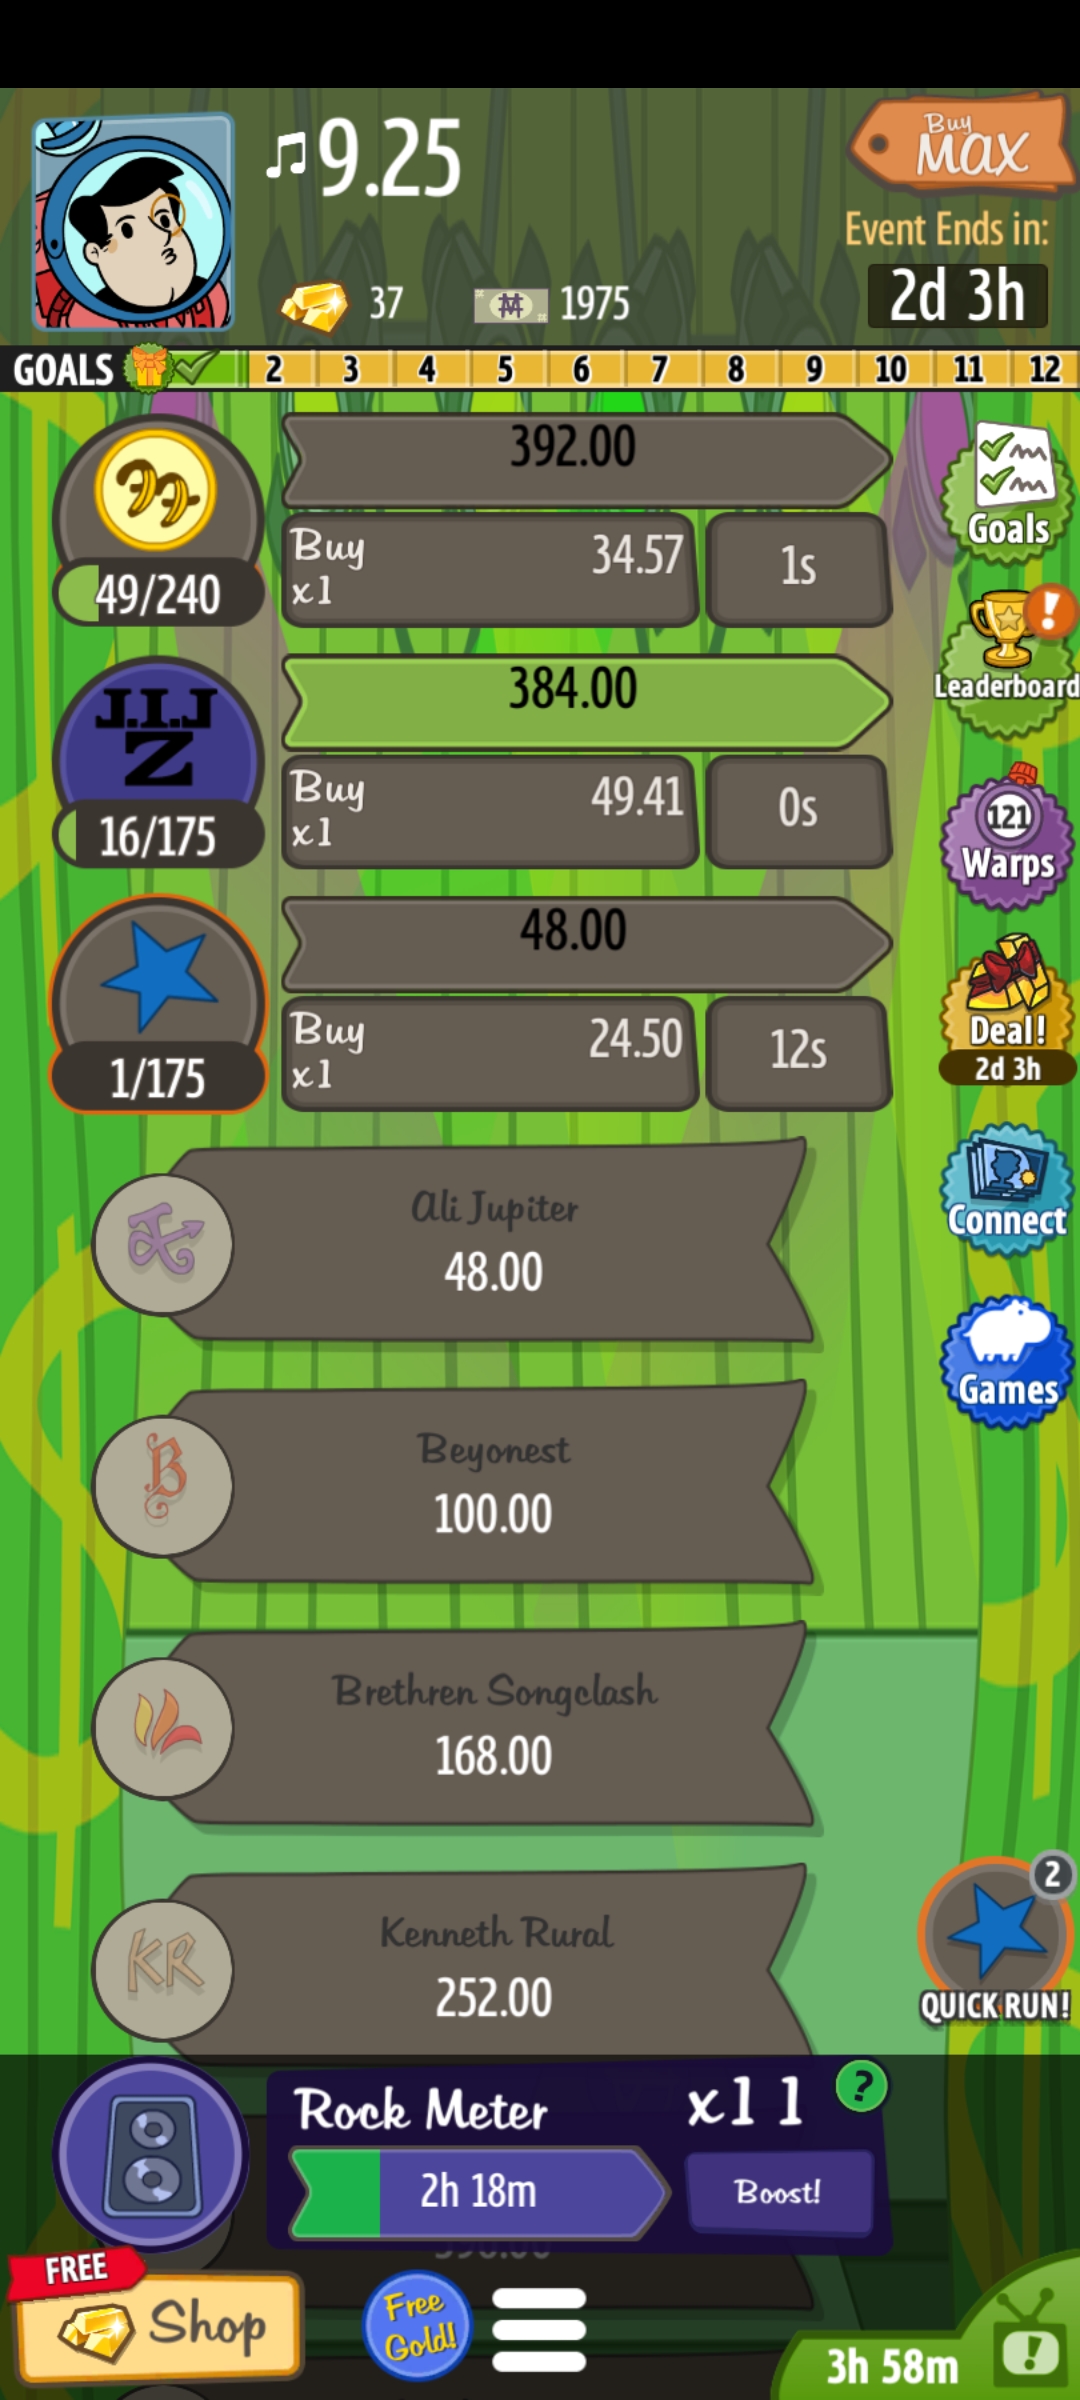 9.25
Buy
MAX
Event Ends in:
2d 3h
37
1975
GOALS 2 3 4 5 6 7 8 9 10 11 12
392.00
49/240
Buy
x1
34.57
1s
Goals
384.00
J.I.J
Z
16/175
Buy
x1
49.41
0s
Leaderboard
121
Warps
48.00
1/175
Buy
x1
24.50
12s
Deal!
2d 3h
Ali Jupiter
48.00
Connect
Games
B
Beyonest
100.00
Brethren Songclash
168.00
KR
Kenneth Rural
252.00
2
QUICK RUN!
Rock Meter
x11
?
2h 18m
Boost!
FREE
Shop
Free
Gold!
3h 58m